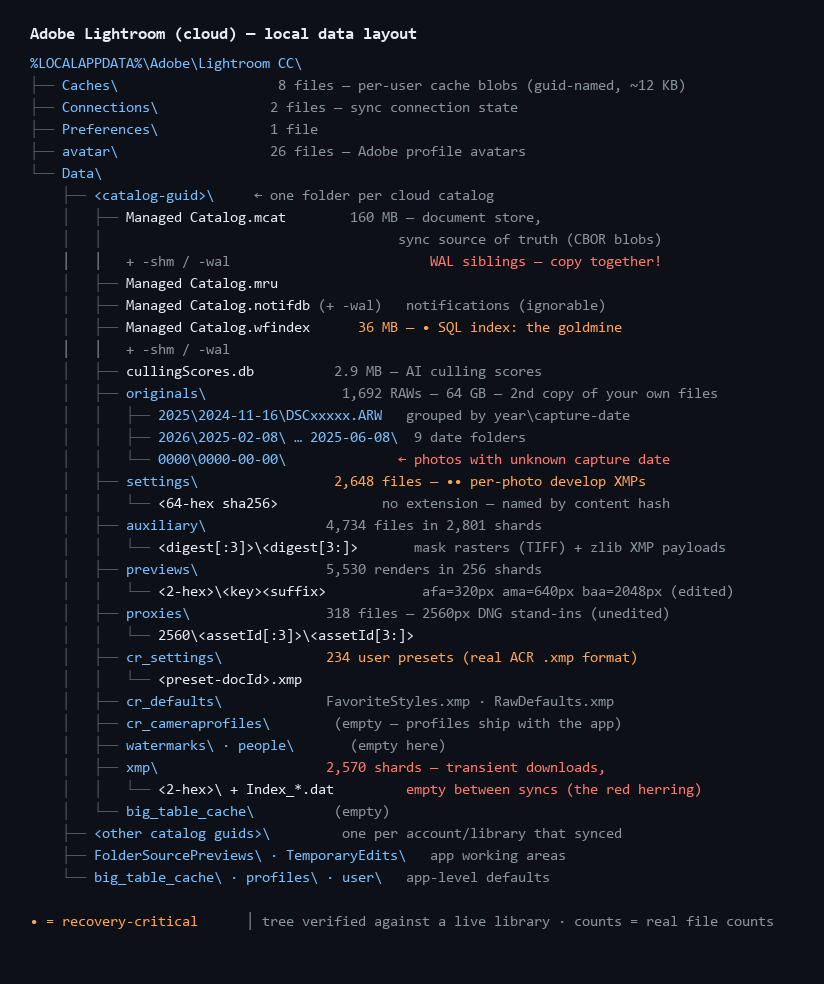 Adobe Lightroom (cloud) — local data layout
%LOCALAPPDATA%\Adobe\Lightroom CC\
├── Caches\ 8 files — per-user cache blobs (guid-named, ~12 KB)
├── Connections\ 2 files — sync connection state
├── Preferences\ 1 file
├── avatar\ 26 files — Adobe profile avatars
└── Data\
├── <catalog-guid>\ ← one folder per cloud catalog
│ ├── Managed Catalog.mcat 160 MB — document store,
│ │ sync source of truth (CBOR blobs)
│ │ + -shm / -wal WAL siblings — copy together!
│ ├── Managed Catalog.mru
│ ├── Managed Catalog.notifdb (+ -wal) notifications (ignorable)
│ ├── Managed Catalog.wfindex 36 MB — • SQL index: the goldmine
│ │ + -shm / -wal
│ ├── cullingScores.db 2.9 MB — AI culling scores
│ ├── originals\ 1,692 RAWs — 64 GB — 2nd copy of your own files
│ │ ├── 2025\2024-11-16\DSCxxxxx.ARW grouped by year\capture-date
│ │ ├── 2026\2025-02-08\ … 2025-06-08\ 9 date folders
│ │ └── 0000\0000-00-00\ ← photos with unknown capture date
│ ├── settings\ 2,648 files — •• per-photo develop XMPs
│ │ └── <64-hex sha256> no extension — named by content hash
│ ├── auxiliary\ 4,734 files in 2,801 shards
│ │ └── <digest[:3]>\<digest[3:]> mask rasters (TIFF) + zlib XMP payloads
│ ├── previews\ 5,530 renders in 256 shards
│ │ └── <2-hex>\<key><suffix> afa=320px ama=640px baa=2048px (edited)
│ ├── proxies\ 318 files — 2560px DNG stand-ins (unedited)
│ │ └── 2560\<assetId[:3]>\<assetId[3:]>
│ ├── cr_settings\ 234 user presets (real ACR .xmp format)
│ │ └── <preset-docId>.xmp
│ ├── cr_defaults\ FavoriteStyles.xmp · RawDefaults.xmp
│ ├── cr_cameraprofiles\ (empty — profiles ship with the app)
│ ├── watermarks\ · people\ (empty here)
│ ├── xmp\ 2,570 shards — transient downloads,
│ │ └── <2-hex>\ + Index_*.dat empty between syncs (the red herring)
│ └── big_table_cache\ (empty)
├── <other catalog guids>\ one per account/library that synced
├── FolderSourcePreviews\ · TemporaryEdits\ app working areas
└── big_table_cache\ · profiles\ · user\ app-level defaults
• = recovery-critical │ tree verified against a live library · counts = real file counts